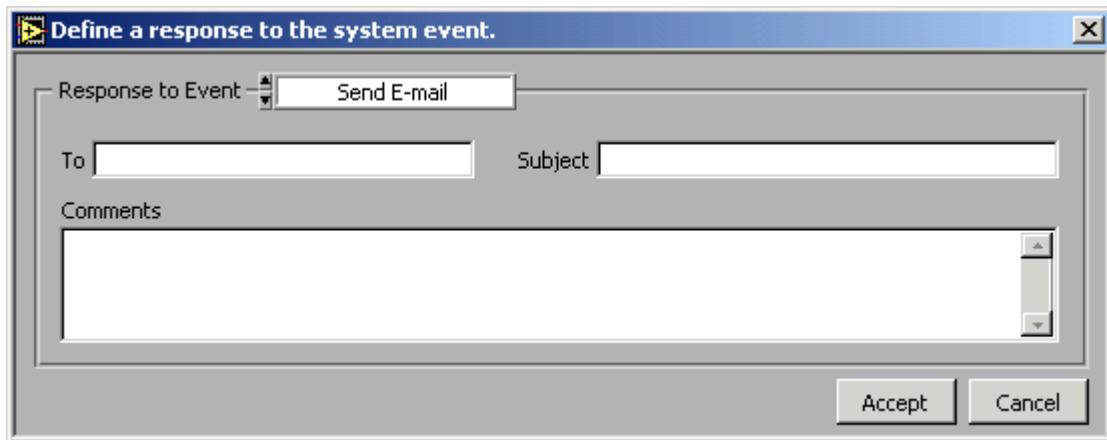 Define a response to the system event.
Response to Event Send E-mail
To Subject
Comments
Accept Cancel